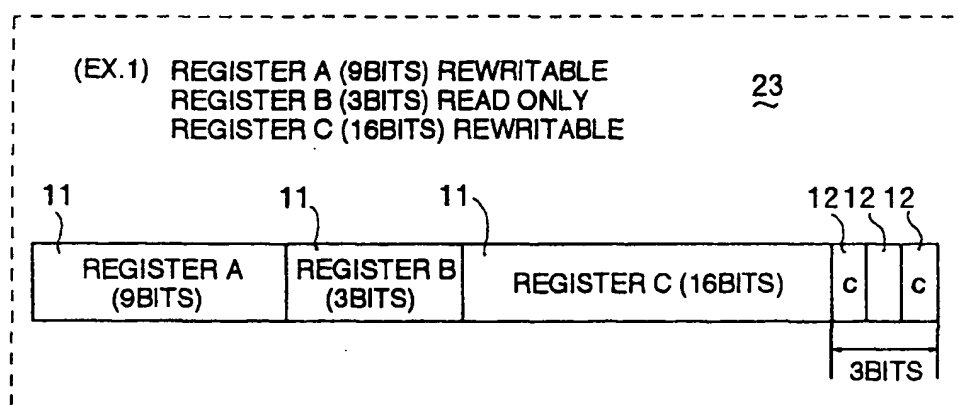 (EX.1) REGISTER A (9BITS) REWRITABLE
REGISTER B (3BITS) READ ONLY
REGISTER C (16BITS) REWRITABLE
23
11 11 11 12 12 12
REGISTER A REGISTER B REGISTER C (16BITS) C C
(9BITS) (3BITS)
3BITS